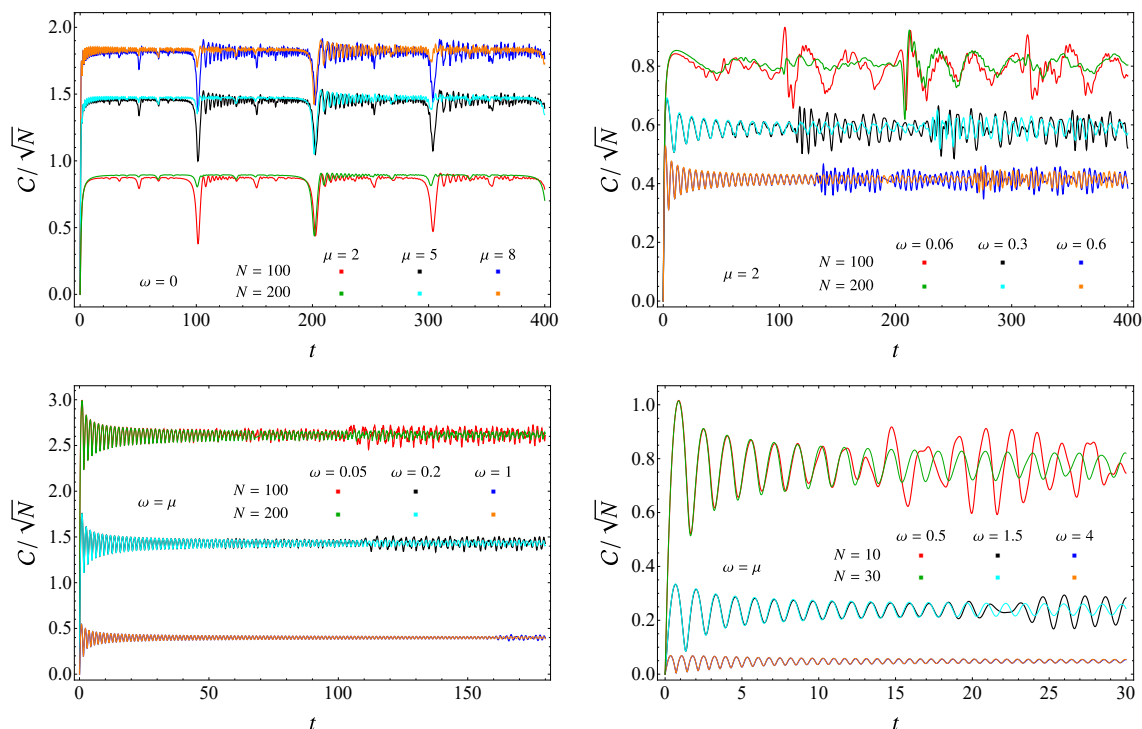 C/√N
2.0
1.5
1.0
0.5
0.0
ω = 0
μ = 2 μ = 5 μ = 8
N = 100
N = 200
0 100 200 300 400
t
C/√N
0.8
0.6
0.4
0.2
0.0
μ = 2
ω = 0.06 ω = 0.3 ω = 0.6
N = 100
N = 200
0 100 200 300 400
t
C/√N
3.0
2.5
2.0
1.5
1.0
0.5
0.0
ω = μ
ω = 0.05 ω = 0.2 ω = 1
N = 100
N = 200
0 50 100 150
t
C/√N
1.0
0.8
0.6
0.4
0.2
0.0
ω = μ
ω = 0.5 ω = 1.5 ω = 4
N = 10
N = 30
0 5 10 15 20 25 30
t